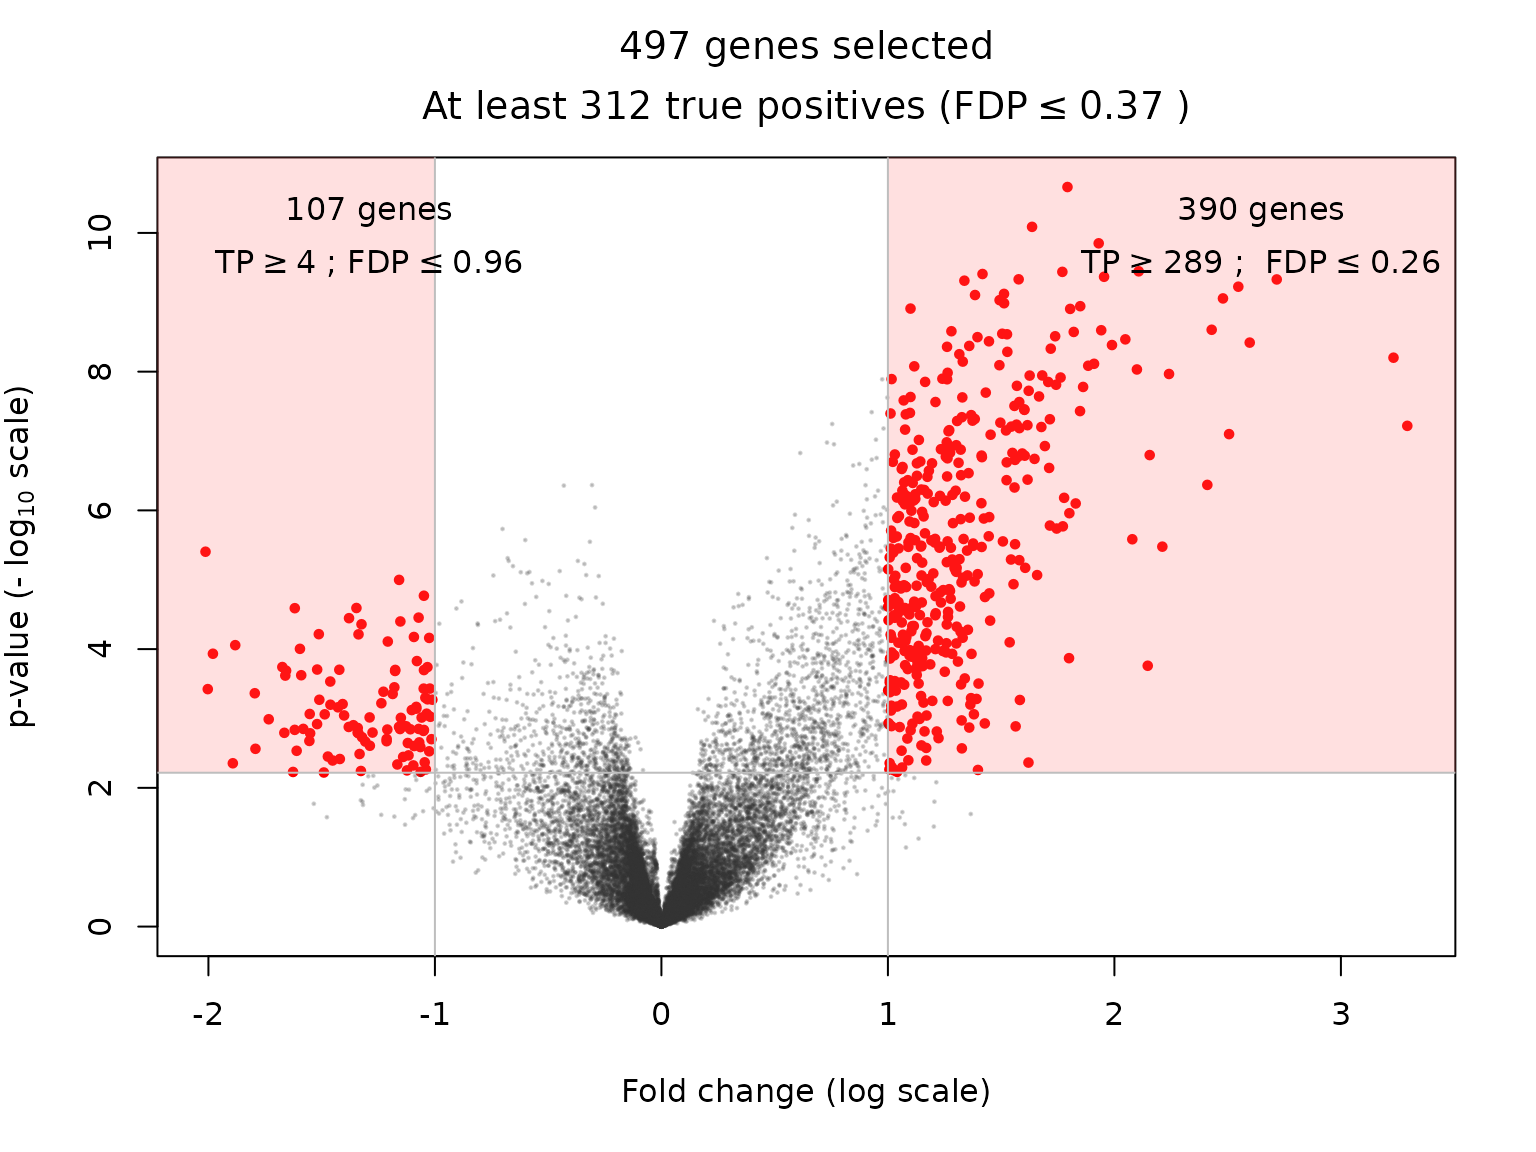 497 genes selected
At least 312 true positives (FDP ≤ 0.37 )
107 genes
390 genes
TP ≥ 4 ; FDP ≤ 0.96
TP ≥ 289 ;  FDP ≤ 0.26
p-value (- log₁₀ scale)
10
8
6
4
2
0
-2 -1 0 1 2 3
Fold change (log scale)